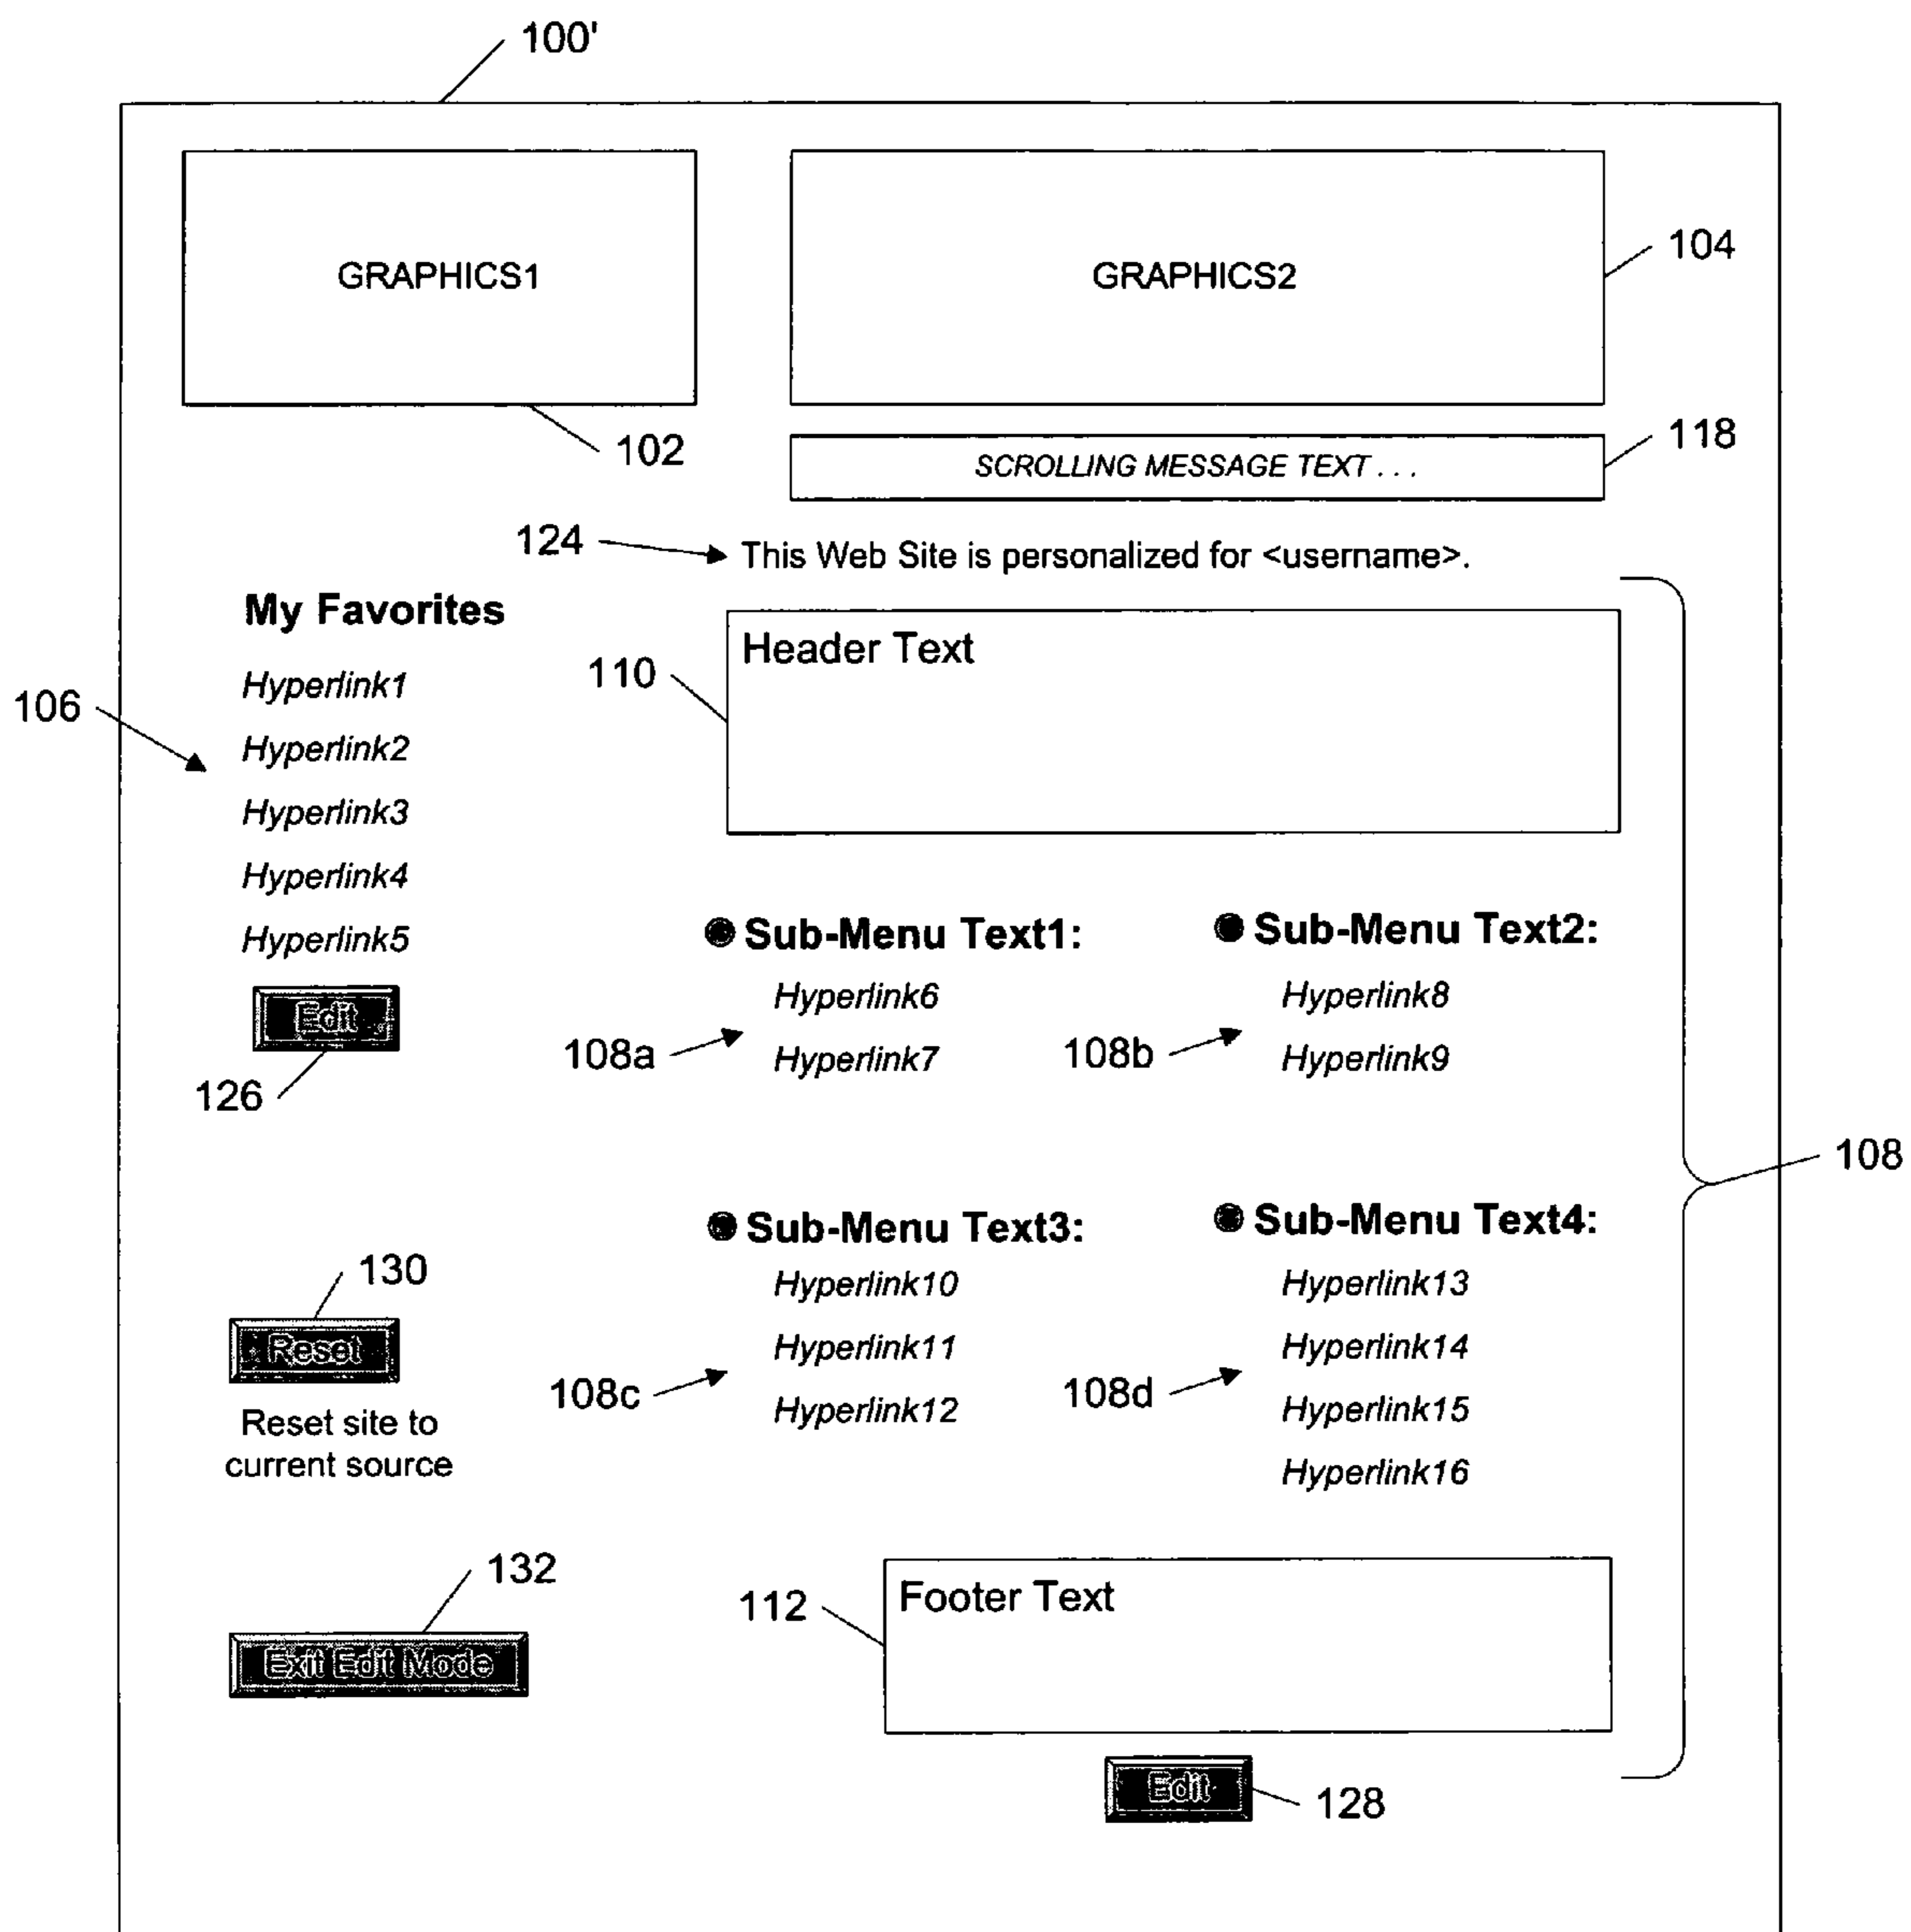 100'
GRAPHICS1
GRAPHICS2
104
102
118
SCROLLING MESSAGE TEXT . . .
124
This Web Site is personalized for <username>.
My Favorites
Header Text
110
106
Hyperlink1
Hyperlink2
Hyperlink3
Hyperlink4
Hyperlink5
Edit
126
Sub-Menu Text1:
Hyperlink6
Hyperlink7
108a
Sub-Menu Text2:
Hyperlink8
Hyperlink9
108b
108
130
Reset
Reset site to
current source
Sub-Menu Text3:
Hyperlink10
Hyperlink11
Hyperlink12
108c
Sub-Menu Text4:
Hyperlink13
Hyperlink14
Hyperlink15
Hyperlink16
108d
132
Exit Edit Mode
112
Footer Text
Edit
128